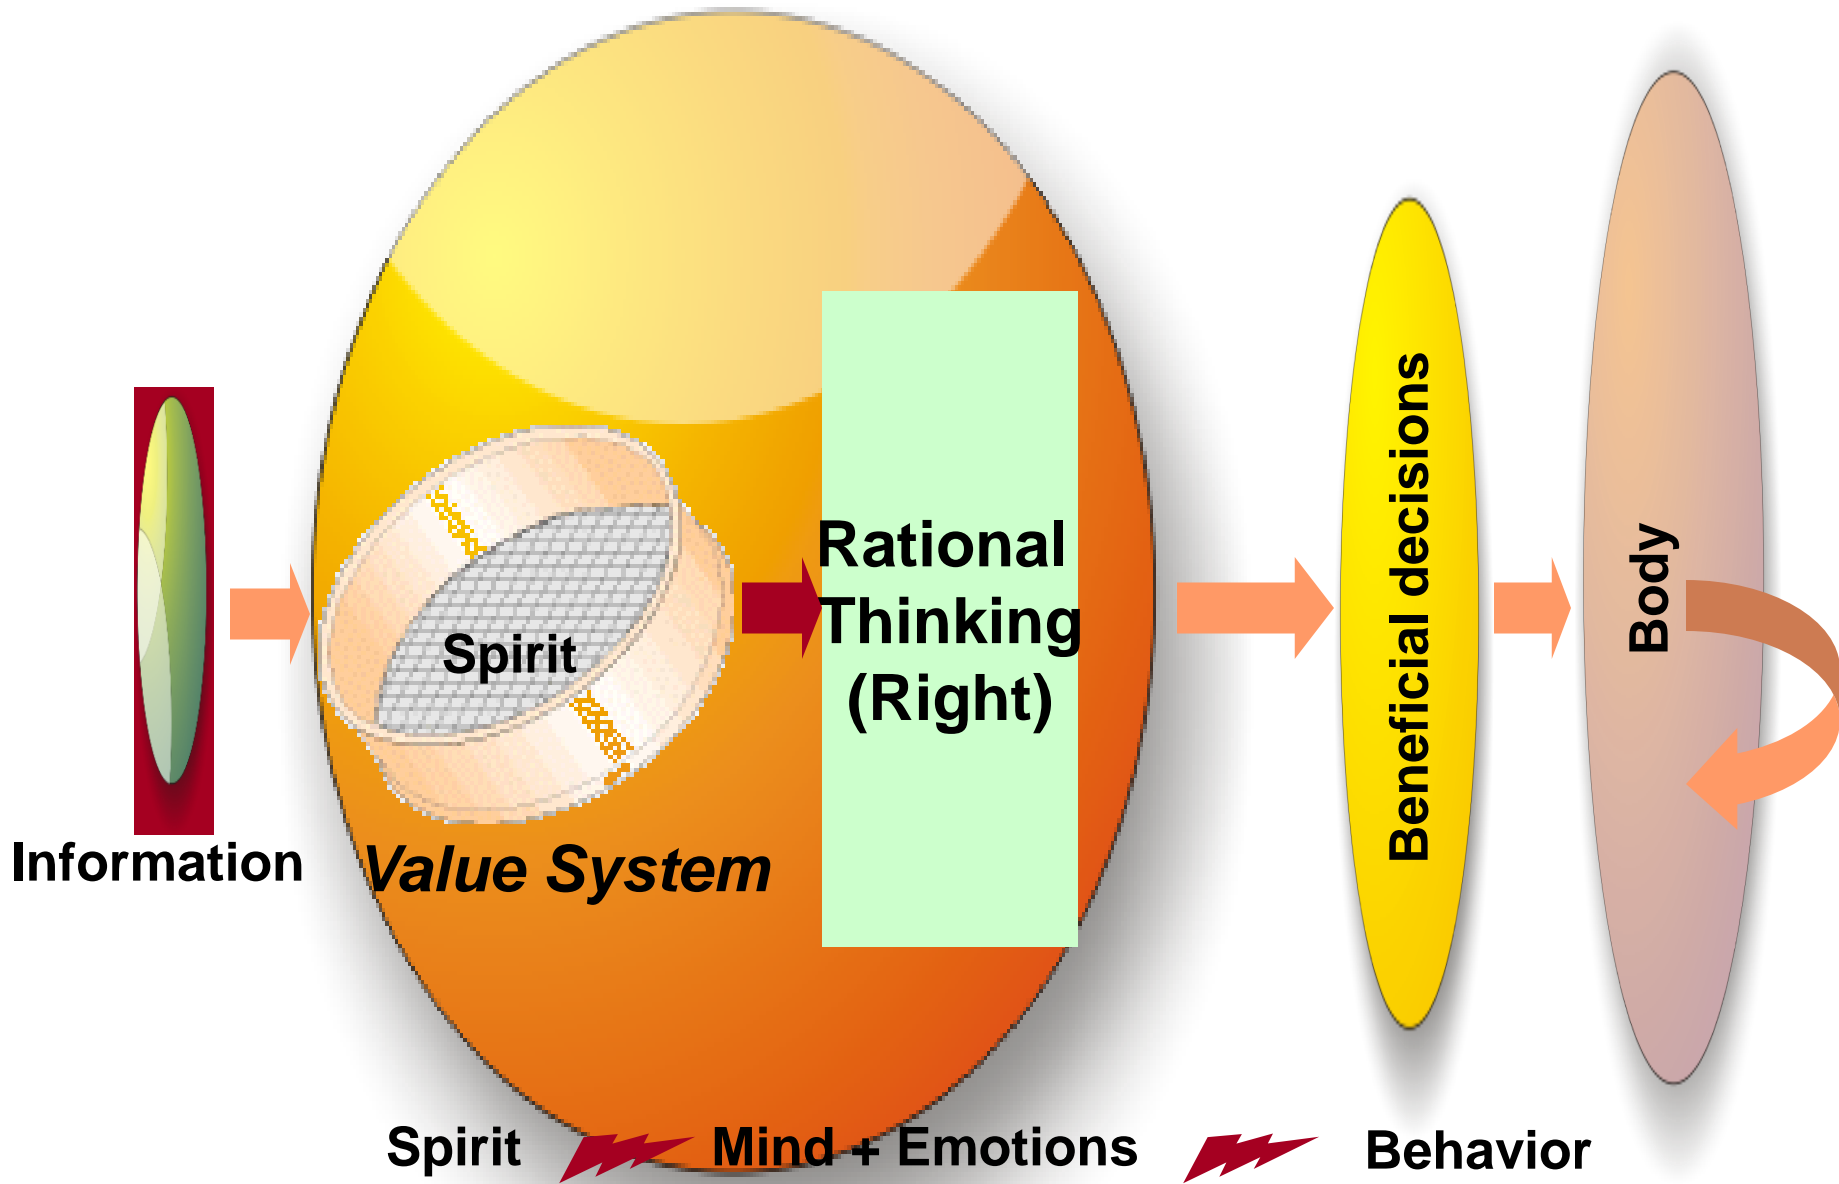 Information
Spirit
Value System
Rational
Thinking
(Right)
Beneficial decisions
Body
Spirit Mind + Emotions Behavior